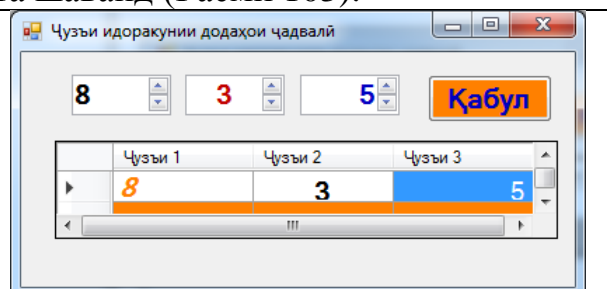 Ҷузъи идоракунии додаҳои ҷадвалӣ
8 3 5 Қабул
Ҷузъи 1 Ҷузъи 2 Ҷузъи 3
8 3 5